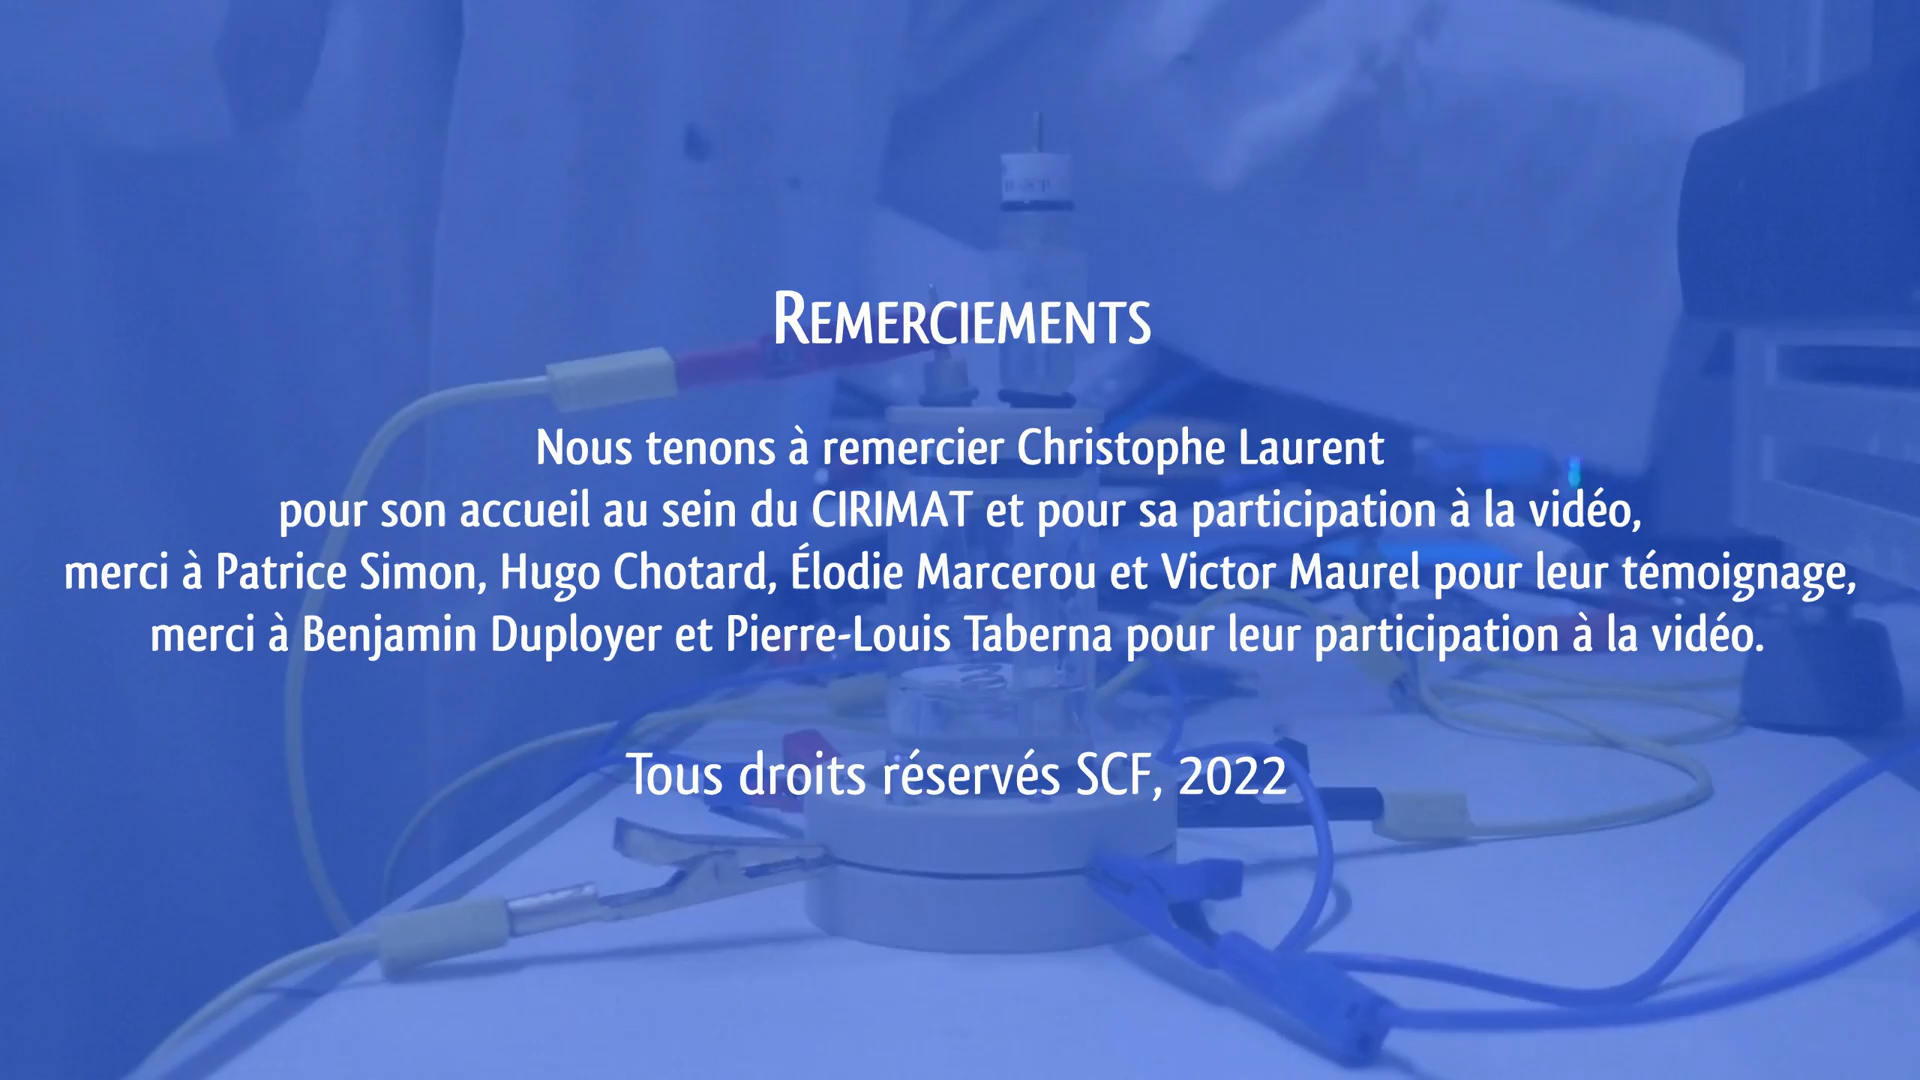 Remerciements
Nous tenons à remercier Christophe Laurent
pour son accueil au sein du CIRIMAT et pour sa participation à la vidéo,
merci à Patrice Simon, Hugo Chotard, Élodie Marcerou et Victor Maurel pour leur témoignage,
merci à Benjamin Duployer et Pierre-Louis Taberna pour leur participation à la vidéo.
Tous droits réservés SCF, 2022